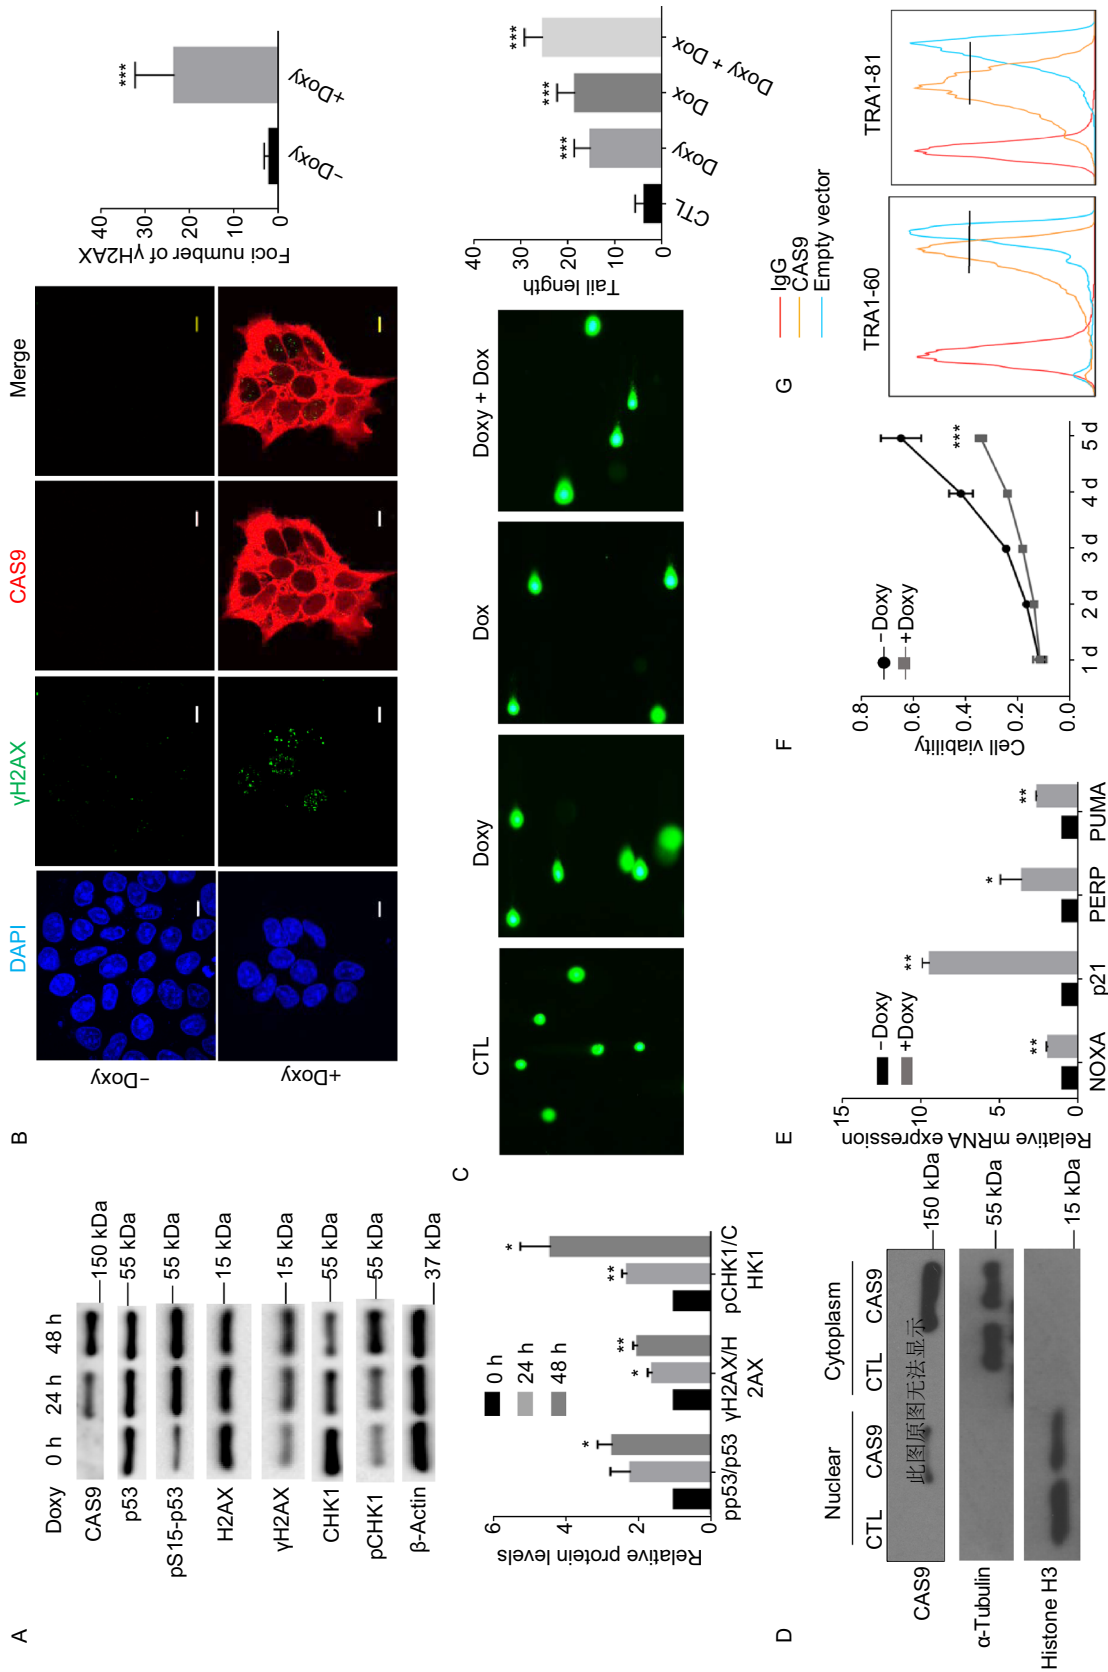 A
Doxy 0 h 24 h 48 h
CAS9 150 kDa
p53 55 kDa
pS15-p53 55 kDa
H2AX 15 kDa
γH2AX 15 kDa
CHK1 55 kDa
pCHK1 55 kDa
β-Actin 37 kDa
Relative protein levels
6
4
2
0
0 h
24 h
48 h
*
* **
** *
pp53/p53 γH2AX/H pCHK1/C
2AX HK1
B
DAPI γH2AX CAS9 Merge
−Doxy
+Doxy
Foci number of γH2AX
40
30
20
10
0
***
−Doxy +Doxy
C
CTL Doxy Dox Doxy + Dox
Tail length
40
30
20
10
0
*** *** ***
CTL Doxy Dox Doxy + Dox
D
Nuclear Cytoplasm
CTL CAS9 CTL CAS9
CAS9 150 kDa
此图原图无法显示
α-Tubulin 55 kDa
Histone H3 15 kDa
E
Relative mRNA expression
15
10
5
0
−Doxy
+Doxy
** ** * **
NOXA p21 PERP PUMA
F
Cell viability
0.8
0.6
0.4
0.2
0.0
−Doxy
+Doxy
***
1 d 2 d 3 d 4 d 5 d
G
IgG
CAS9
Empty vector
TRA1-60 TRA1-81